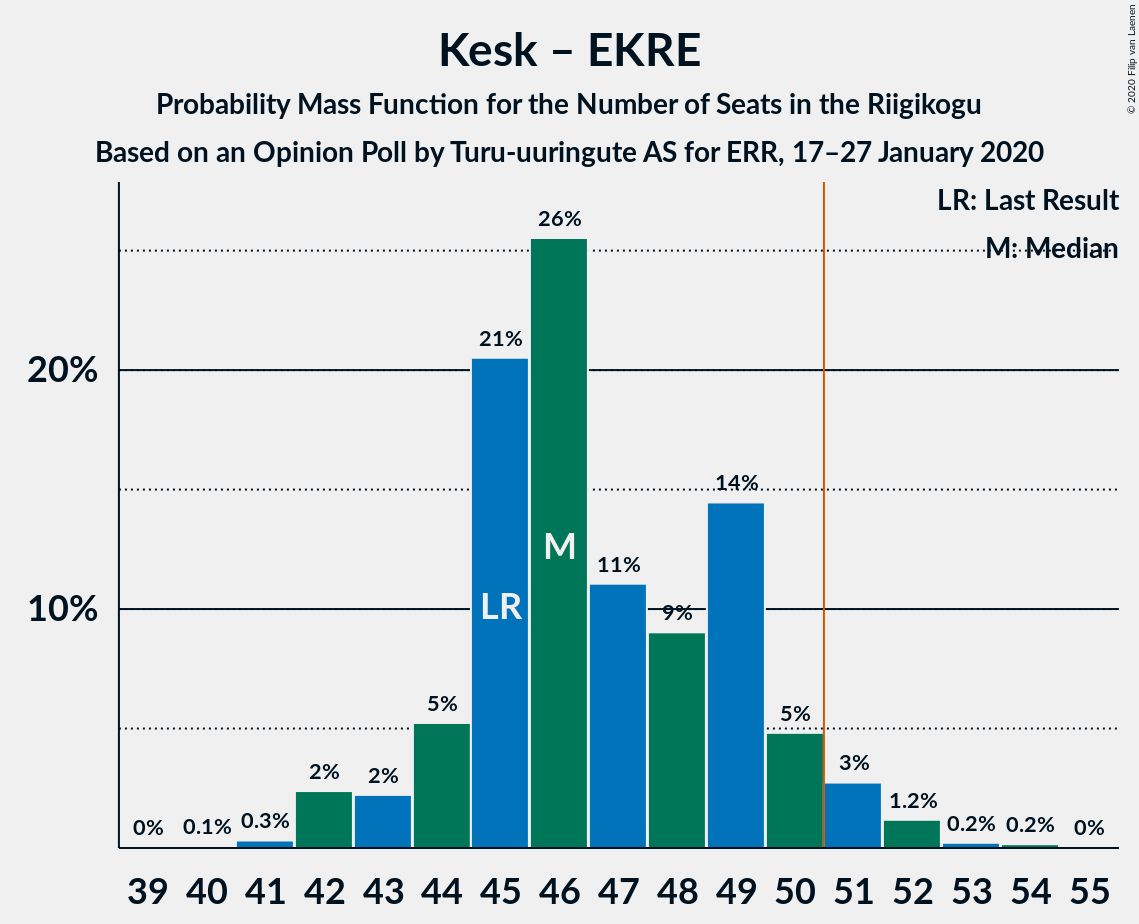 Kesk – EKRE
Probability Mass Function for the Number of Seats in the Riigikogu
Based on an Opinion Poll by Turu-uuringute AS for ERR, 17–27 January 2020
© 2020 Filip van Laenen
LR: Last Result
M: Median
20%
10%
0%
0.1%
0.3%
2%
2%
5%
21%
26%
11%
9%
14%
5%
3%
1.2%
0.2%
0.2%
0%
LR
M
39 40 41 42 43 44 45 46 47 48 49 50 51 52 53 54 55